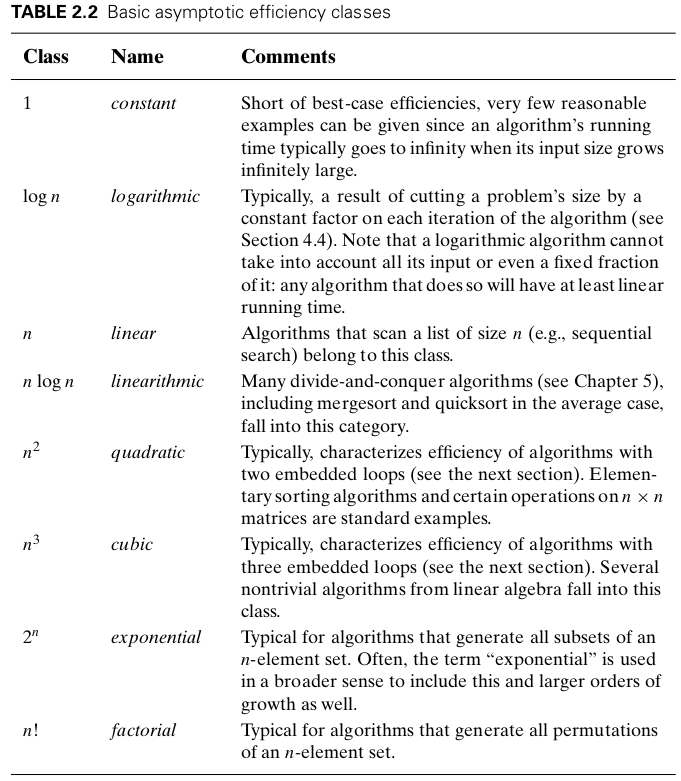 TABLE 2.2 Basic asymptotic efficiency classes
Class Name Comments
1 constant Short of best-case efficiencies, very few reasonable
examples can be given since an algorithm's running
time typically goes to infinity when its input size grows
infinitely large.
log n logarithmic Typically, a result of cutting a problem's size by a
constant factor on each iteration of the algorithm (see
Section 4.4). Note that a logarithmic algorithm cannot
take into account all its input or even a fixed fraction
of it: any algorithm that does so will have at least linear
running time.
n linear Algorithms that scan a list of size n (e.g., sequential
search) belong to this class.
n log n linearithmic Many divide-and-conquer algorithms (see Chapter 5),
including mergesort and quicksort in the average case,
fall into this category.
n² quadratic Typically, characterizes efficiency of algorithms with
two embedded loops (see the next section). Elemen-
tary sorting algorithms and certain operations on n × n
matrices are standard examples.
n³ cubic Typically, characterizes efficiency of algorithms with
three embedded loops (see the next section). Several
nontrivial algorithms from linear algebra fall into this
class.
2ⁿ exponential Typical for algorithms that generate all subsets of an
n-element set. Often, the term “exponential” is used
in a broader sense to include this and larger orders of
growth as well.
n! factorial Typical for algorithms that generate all permutations
of an n-element set.